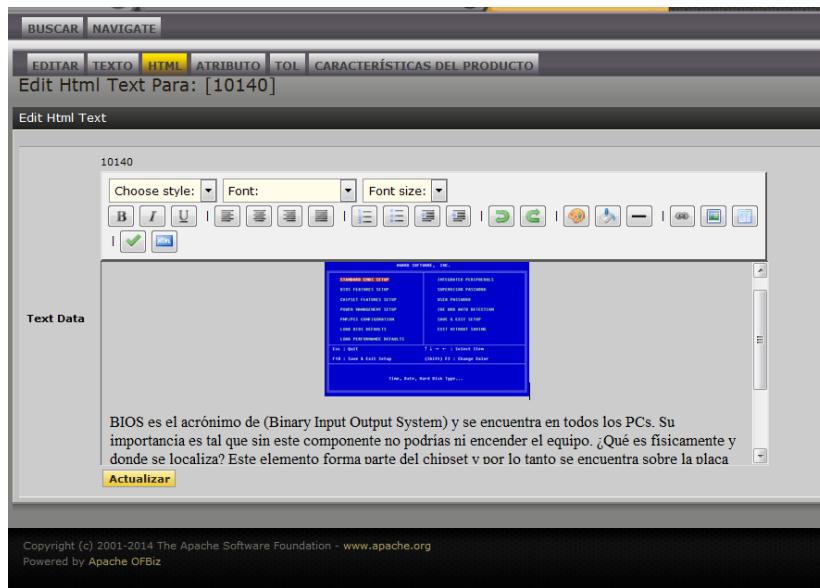 BUSCAR NAVIGATE
EDITAR TEXTO HTML ATRIBUTO TOL CARACTERÍSTICAS DEL PRODUCTO
Edit Html Text Para: [10140]
Edit Html Text
10140
Choose style: Font: Font size:
B I U
STANDARD CMOS SETUP INTEGRATED PERIPHERALS
BIOS FEATURES SETUP SUPERVISOR PASSWORD
CHIPSET FEATURES SETUP USER PASSWORD
POWER MANAGEMENT SETUP IDE HDD AUTO DETECTION
PNP/PCI CONFIGURATION SAVE & EXIT SETUP
LOAD BIOS DEFAULTS EXIT WITHOUT SAVING
LOAD PERFORMANCE DEFAULTS
Esc : Quit ↑ ↓ → ← : Select Item
F10 : Save & Exit Setup (Shift) F2 : Change Color
Time, Date, Hard Disk Type...
Text Data
BIOS es el acrónimo de (Binary Input Output System) y se encuentra en todos los PCs. Su
importancia es tal que sin este componente no podrías ni encender el equipo. ¿Qué es físicamente y
donde se localiza? Este elemento forma parte del chipset y por lo tanto se encuentra sobre la placa
Actualizar
Copyright (c) 2001-2014 The Apache Software Foundation - www.apache.org
Powered by Apache OFBiz